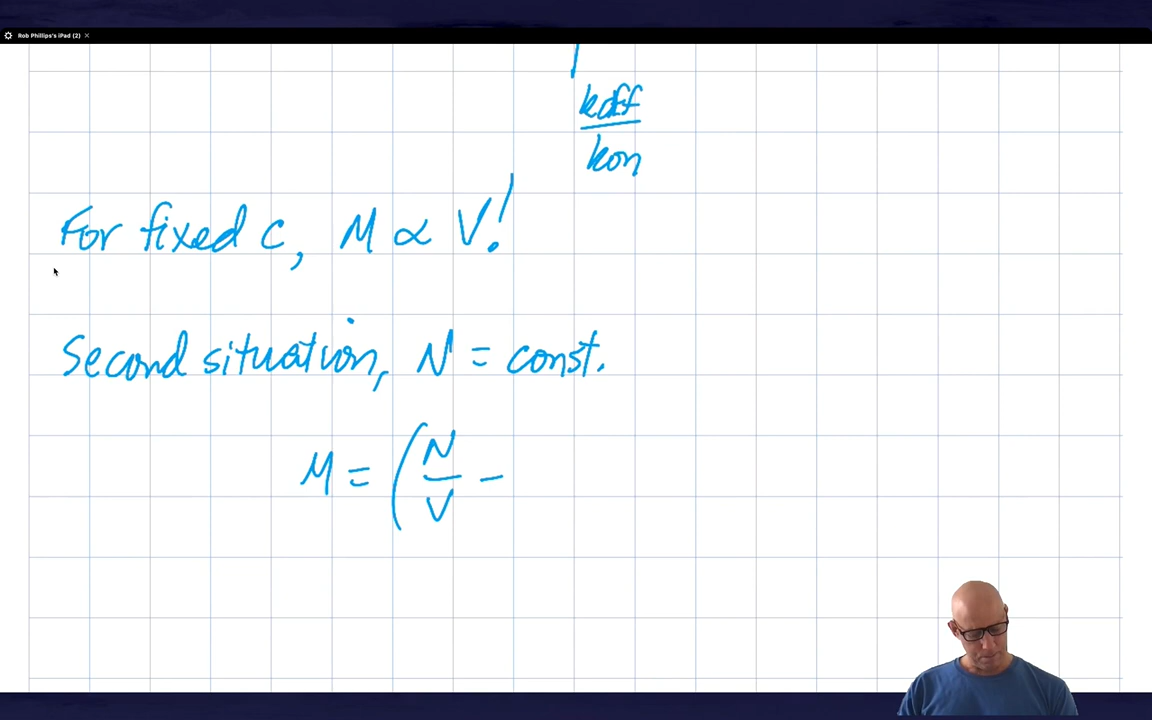 Rob Phillips's iPad (2)
koff
kon
For fixed c, M ∝ V!
Second situation, N = const.
M = (N/V -